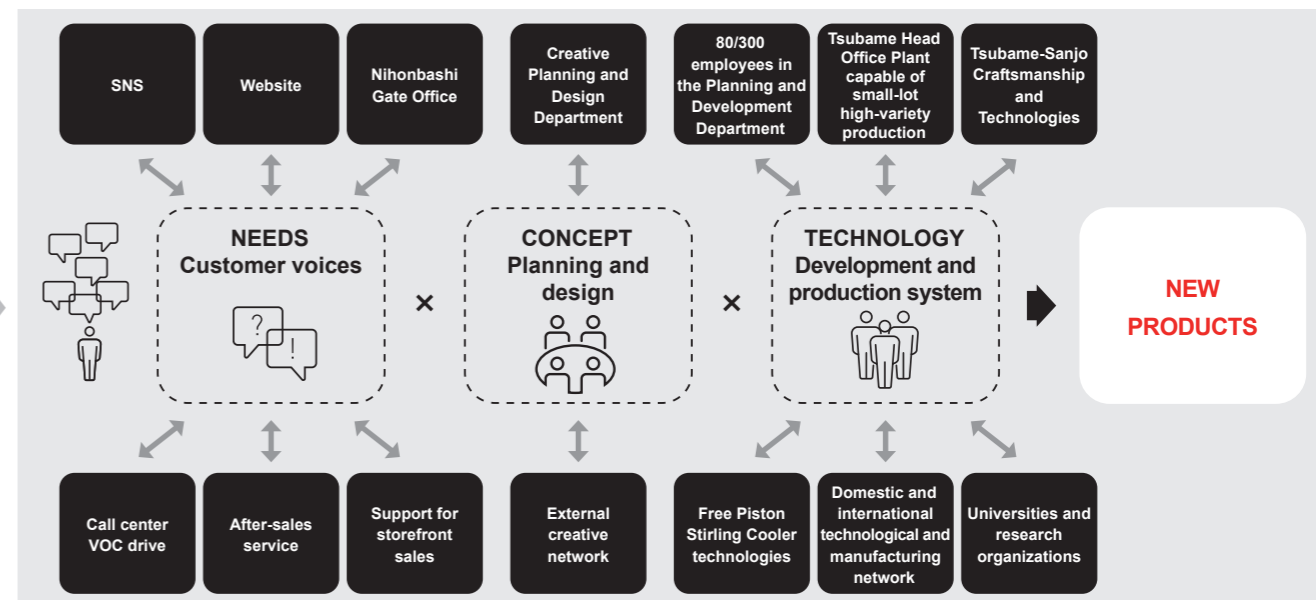 SNS
Website
Nihonbashi
Gate Office
Creative
Planning and
Design
Department
80/300
employees in
the Planning and
Development
Department
Tsubame Head
Office Plant
capable of
small-lot
high-variety
production
Tsubame-Sanjo
Craftsmanship
and
Technologies
NEEDS
Customer voices
?
!
×
CONCEPT
Planning and
design
×
TECHNOLOGY
Development and
production system
NEW
PRODUCTS
Call center
VOC drive
After-sales
service
Support for
storefront
sales
External
creative
network
Free Piston
Stirling Cooler
technologies
Domestic and
international
technological and
manufacturing
network
Universities and
research
organizations